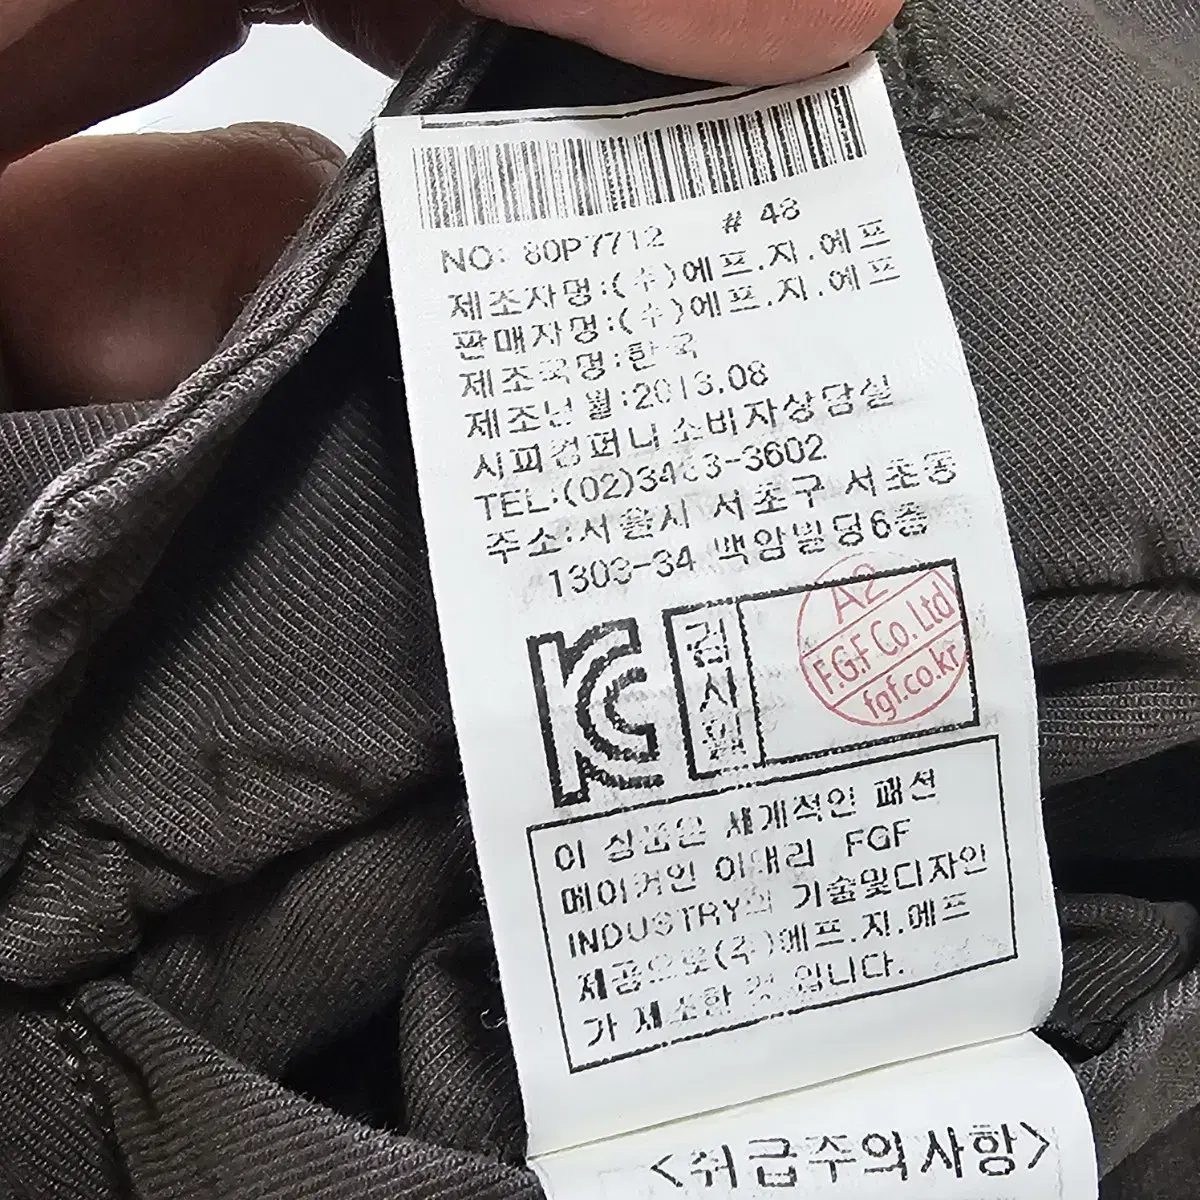 NO: 80P7712 # 48
제조자명:(주)에프.지.에프
판매자명:(주)에프.지.에프
제조국명:한국
제조년월:2013.08
시피컴퍼니소비자상담실
TEL:(02)3463-3602
주소:서울시 서초구 서초동
1303-34 백암빌딩6층
KC
검사필
A2
F.G.F Co. Ltd
fgf.co.kr
이 상품은 세계적인 패션
메이커인 이태리 FGF
INDUSTRY의 기술및디자인
제공으로(주)에프.지.에프
가 제조한 것 입니다.
<취급주의사항>